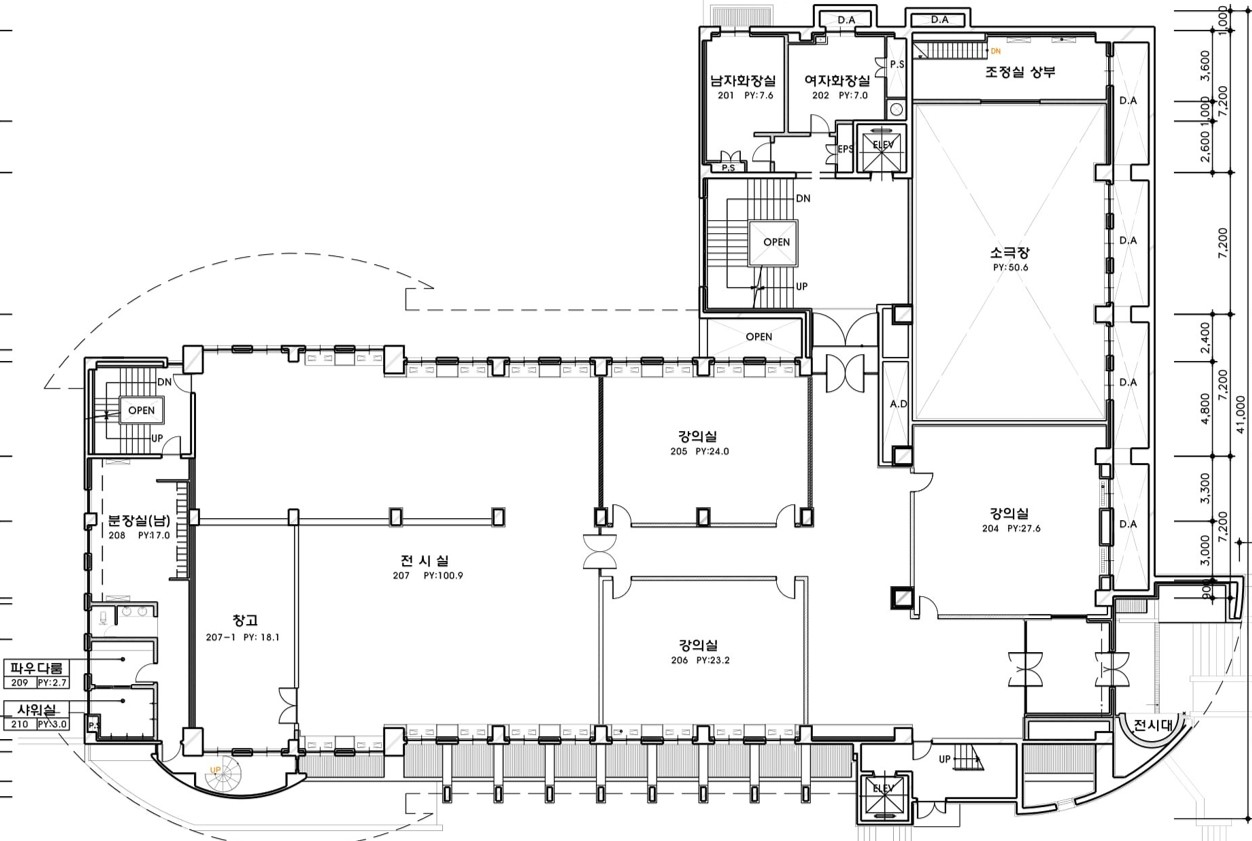 D.A
D.A
남자화장실
201 PY:7.6
여자화장실
202 PY:7.0
P.S
DN
조정실 상부
D.A
P.S
EPS
ELEV
DN
OPEN
UP
소극장
PY:50.6
D.A
OPEN
D.A
A.D
DN
OPEN
UP
강의실
205 PY:24.0
강의실
204 PY:27.6
D.A
분장실(남)
208 PY:17.0
전 시 실
207 PY:100.9
창고
207-1 PY: 18.1
강의실
206 PY:23.2
파우다룸
209 PY:2.7
샤워실
210 PY:3.0
P.S
전시대
UP
UP
ELEV
1,000
3,600
1,000
2,600
7,200
7,200
2,400
4,800
7,200
41,000
3,300
3,000
7,200
900